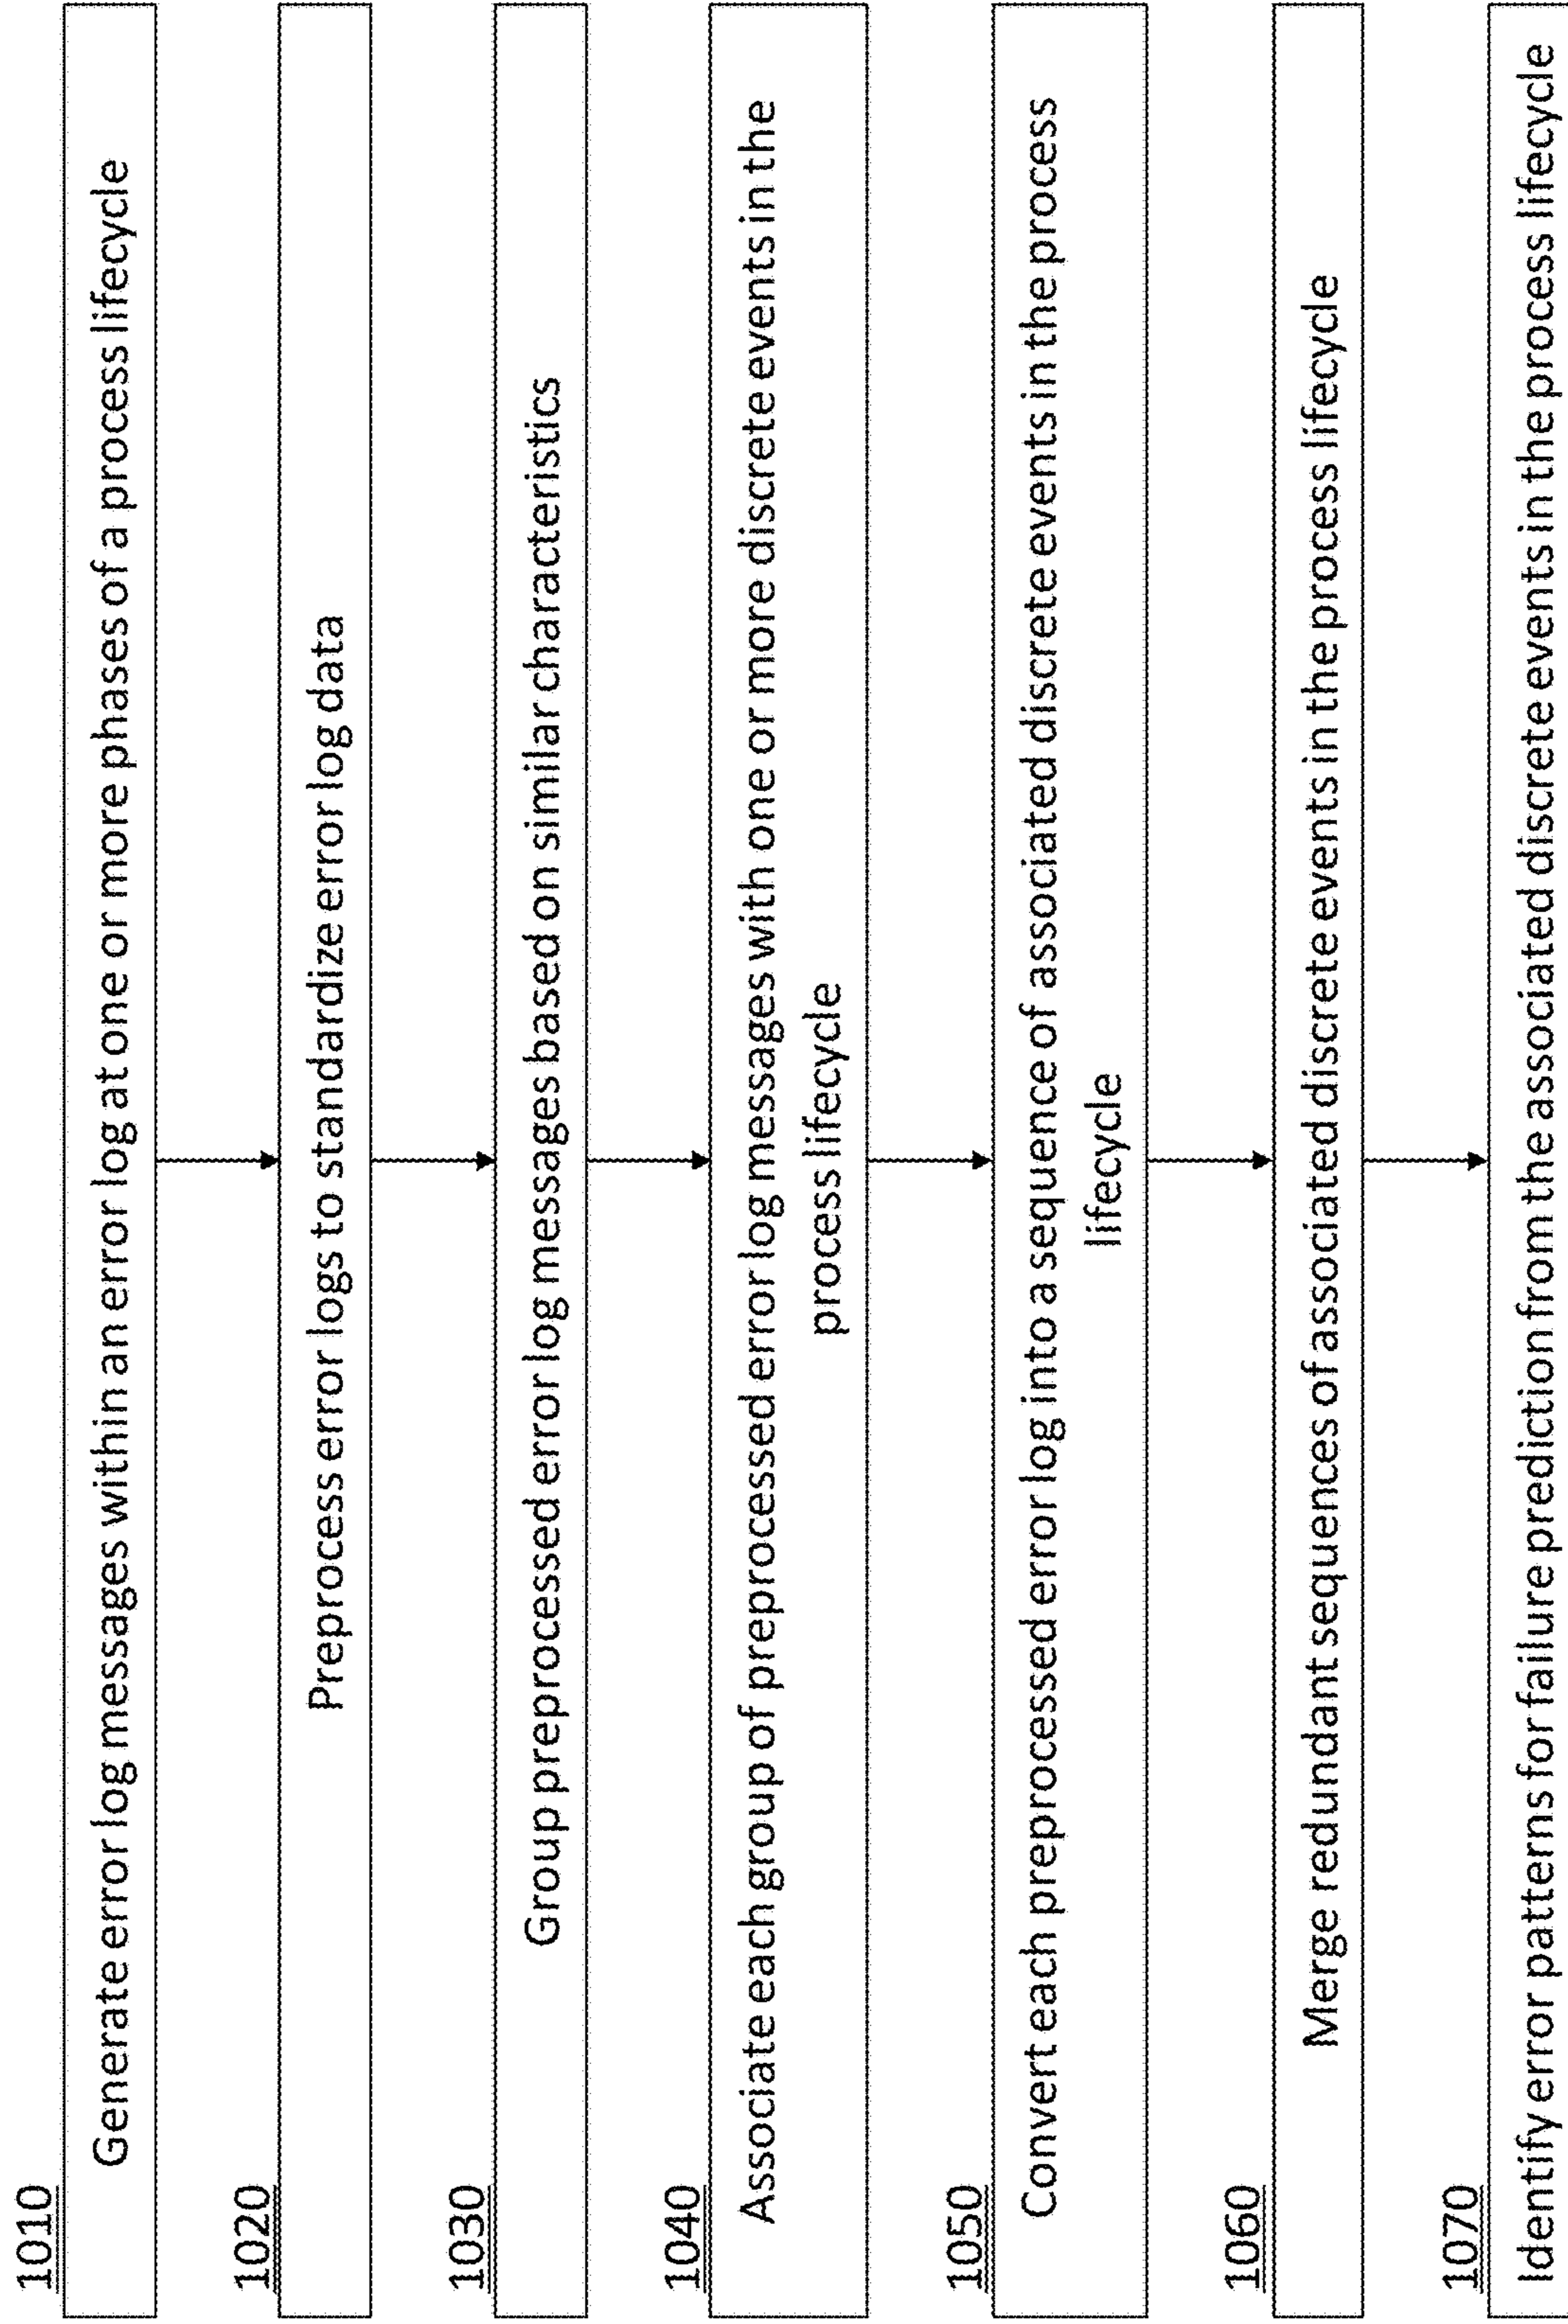 1010
Generate error log messages within an error log at one or more phases of a process lifecycle
1020
Preprocess error logs to standardize error log data
1030
Group preprocessed error log messages based on similar characteristics
1040
Associate each group of preprocessed error log messages with one or more discrete events in the
process lifecycle
1050
Convert each preprocessed error log into a sequence of associated discrete events in the process
lifecycle
1060
Merge redundant sequences of associated discrete events in the process lifecycle
1070
Identify error patterns for failure prediction from the associated discrete events in the process lifecycle